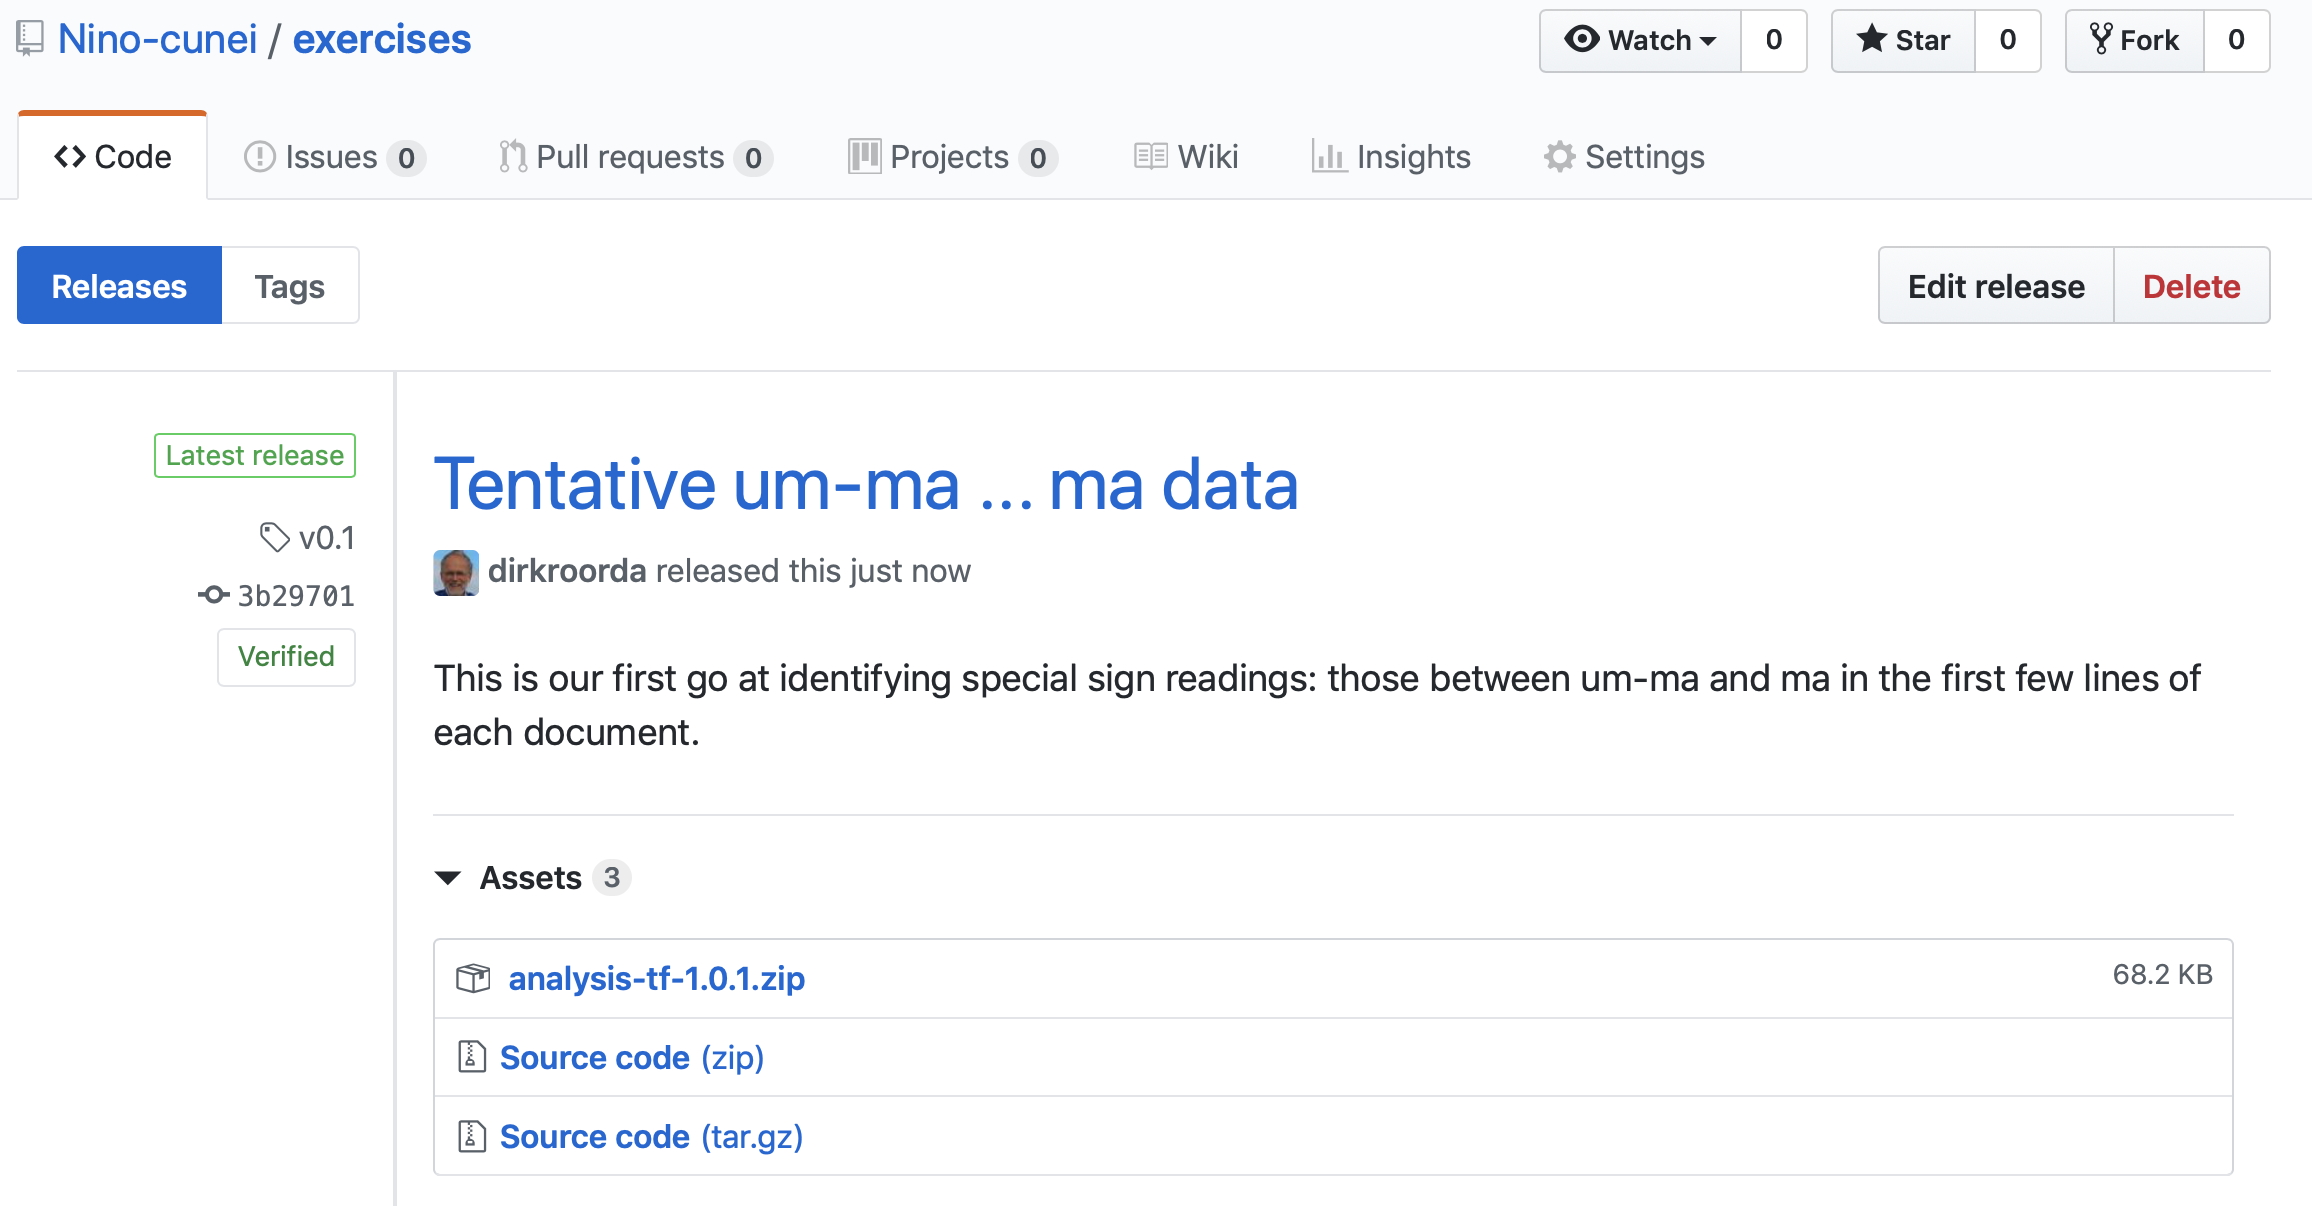 Nino-cunei / exercises
Watch 0 Star 0 Fork 0
Code Issues 0 Pull requests 0 Projects 0 Wiki Insights Settings
Releases Tags Edit release Delete
Latest release
v0.1
3b29701
Verified
Tentative um-ma ... ma data
dirkroorda released this just now
This is our first go at identifying special sign readings: those between um-ma and ma in the first few lines of
each document.
Assets 3
analysis-tf-1.0.1.zip 68.2 KB
Source code (zip)
Source code (tar.gz)